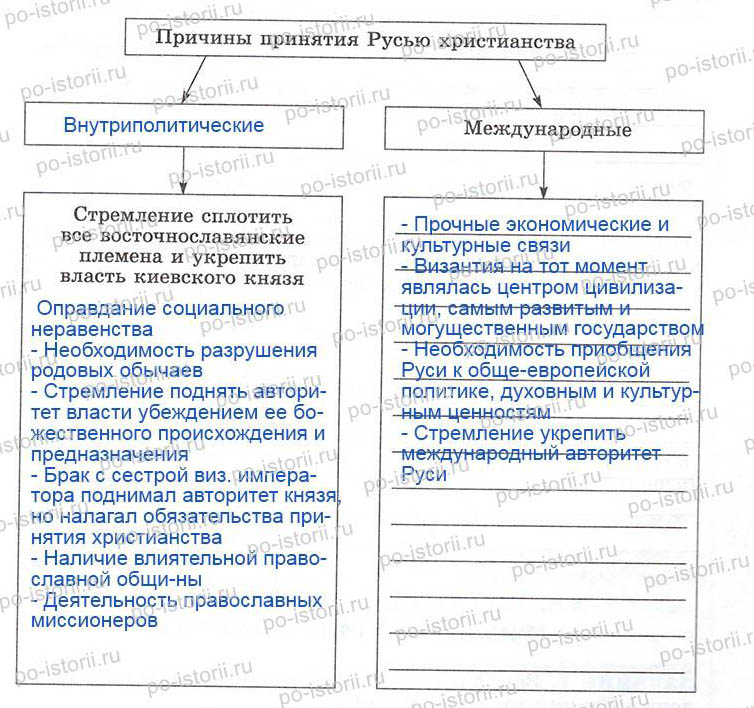 Причины принятия Русью христианства
Внутриполитические
Международные
Стремление сплотить
все восточнославянские
племена и укрепить
власть киевского князя
Оправдание социального
неравенства
- Необходимость разрушения
родовых обычаев
- Стремление поднять автори-
тет власти убеждением ее бо-
жественного происхождения и
предназначения
- Брак с сестрой виз. импера-
тора поднимал авторитет князя,
но налагал обязательства при-
нятия христианства
- Наличие влиятельной право-
славной общи-ны
- Деятельность православных
миссионеров
- Прочные экономические и
культурные связи
- Византия на тот момент
являлась центром цивилиза-
ции, самым развитым и
могущественным государством
- Необходимость приобщения
Руси к обще-европейской
политике, духовным и культур-
ным ценностям
- Стремление укрепить
международный авторитет
Руси
po-istorii.ru